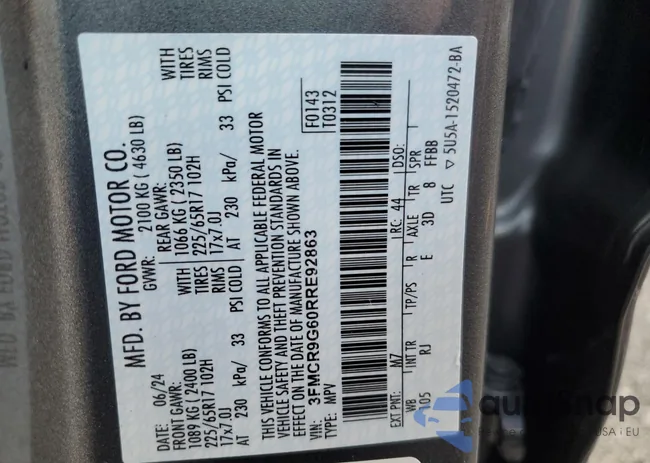 MFD. BY FORD MOTOR CO.
DATE: 06/24
GVWR: 2100 KG ( 4630 LB)
FRONT GAWR: REAR GAWR:
1089 KG ( 2400 LB) 1066 KG ( 2350 LB) WITH
225/65R17 102H 225/65R17 102H TIRES
17x7.0J 17x7.0J RIMS
AT 230 kPa/ 33 PSI COLD AT 230 kPa/ 33 PSI COLD
WITH
TIRES
RIMS
THIS VEHICLE CONFORMS TO ALL APPLICABLE FEDERAL MOTOR
VEHICLE SAFETY AND THEFT PREVENTION STANDARDS IN
EFFECT ON THE DATE OF MANUFACTURE SHOWN ABOVE.
VIN: 3FMCR9G60RRE92863
TYPE: MPV
F0143
T0312
EXT PNT: M7 RC: 44 DSO:
WB INT TR TP/PS R AXLE TR SPR
105 RJ E 3D 8 FFBB
UTC ▽ 5U5A-1520472-BA